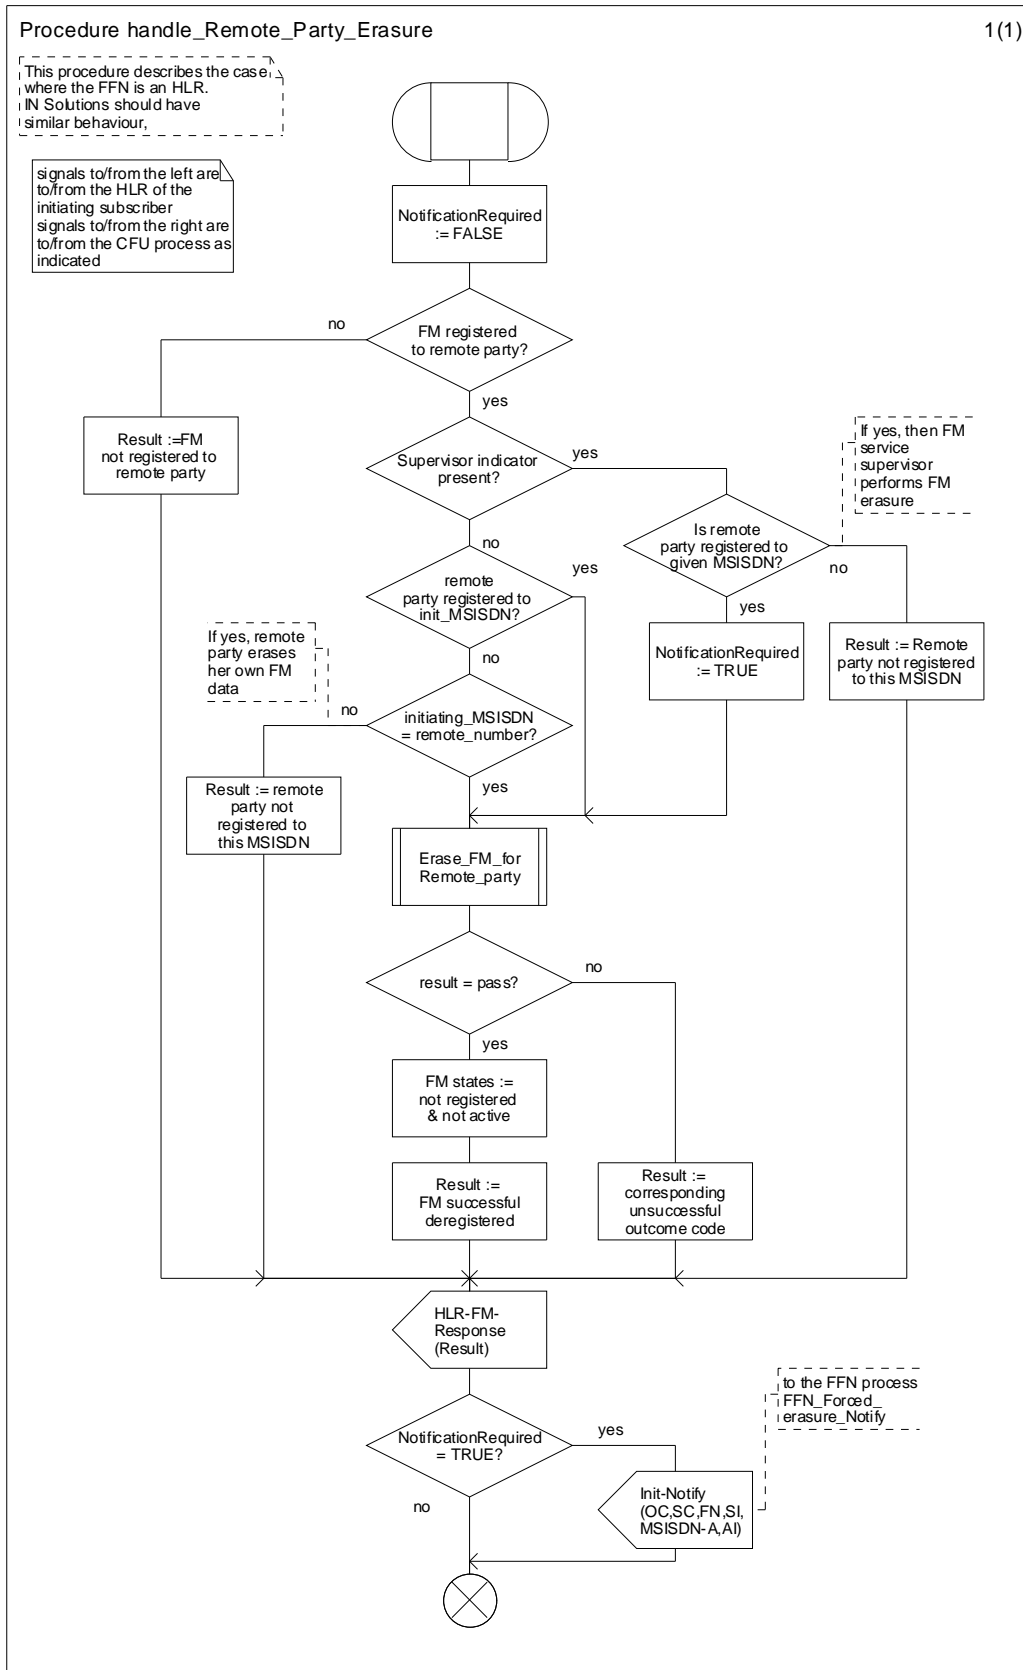 Procedure handle_Remote_Party_Erasure
1(1)
This procedure describes the case
where the FFN is an HLR.
IN Solutions should have
similar behaviour,
signals to/from the left are
to/from the HLR of the
initiating subscriber
signals to/from the right are
to/from the CFU process as
indicated
NotificationRequired
:= FALSE
FM registered
to remote party?
no
yes
Result :=FM
not registered to
remote party
Supervisor indicator
present?
yes
no
If yes, then FM
service
supervisor
performs FM
erasure
Is remote
party registered to
given MSISDN?
no
yes
remote
party registered to
init_MSISDN?
yes
no
If yes, remote
party erases
her own FM
data
NotificationRequired
:= TRUE
Result := Remote
party not registered
to this MSISDN
initiating_MSISDN
= remote_number?
no
yes
Result := remote
party not
registered to
this MSISDN
Erase_FM_for
Remote_party
result = pass?
no
yes
FM states :=
not registered
& not active
Result :=
FM successful
deregistered
Result :=
corresponding
unsuccessful
outcome code
HLR-FM-
Response
(Result)
to the FFN process
FFN_Forced_
erasure_Notify
NotificationRequired
= TRUE?
yes
no
Init-Notify
(OC,SC,FN,SI,
MSISDN-A,AI)